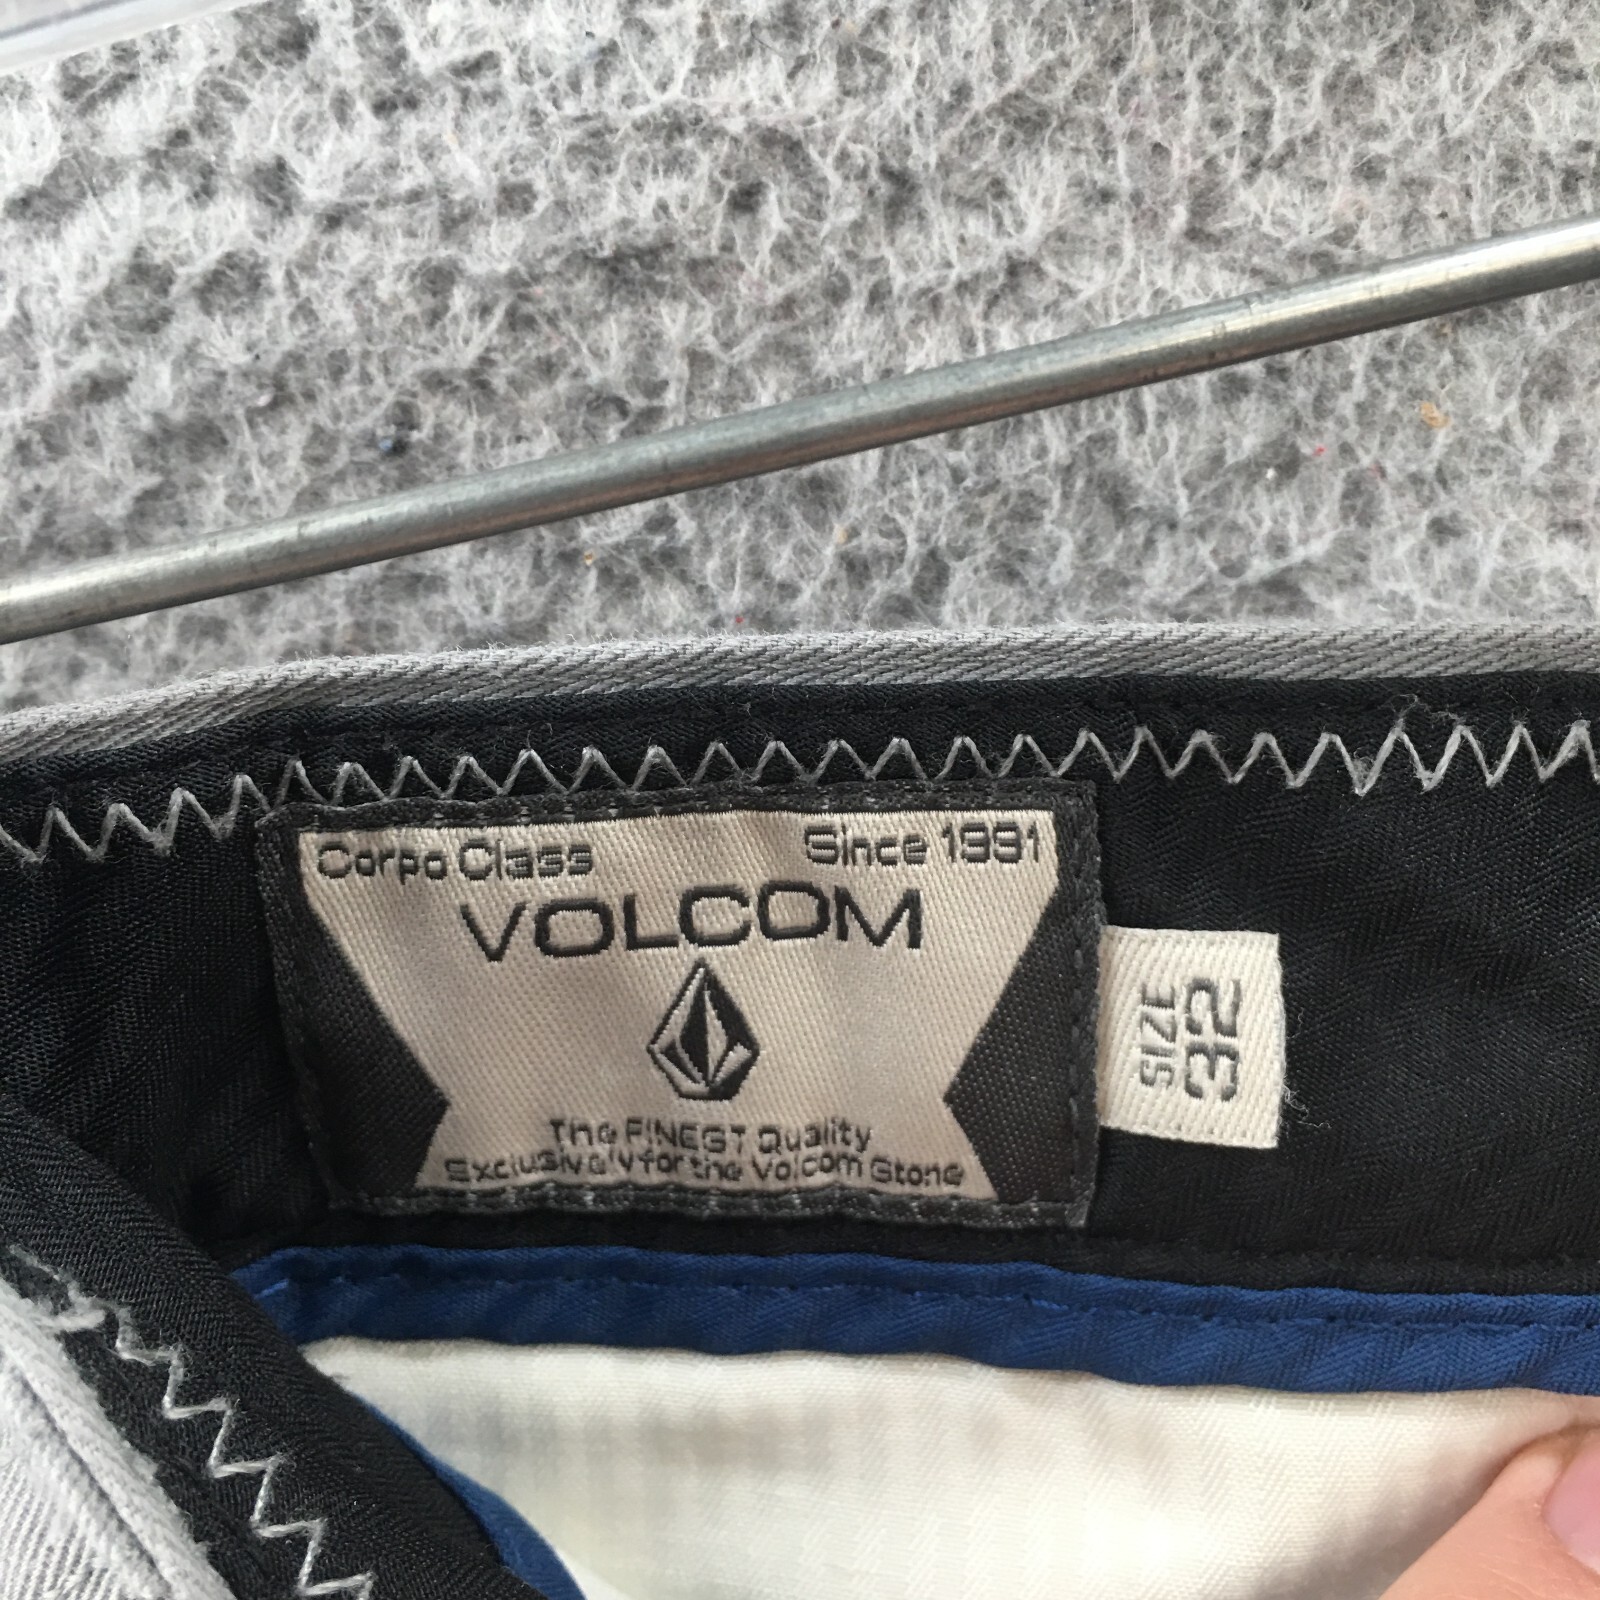 Corpo Class Since 1991
VOLCOM
The FINEST Quality
Exclusively for the Volcom Stone
SIZE
32